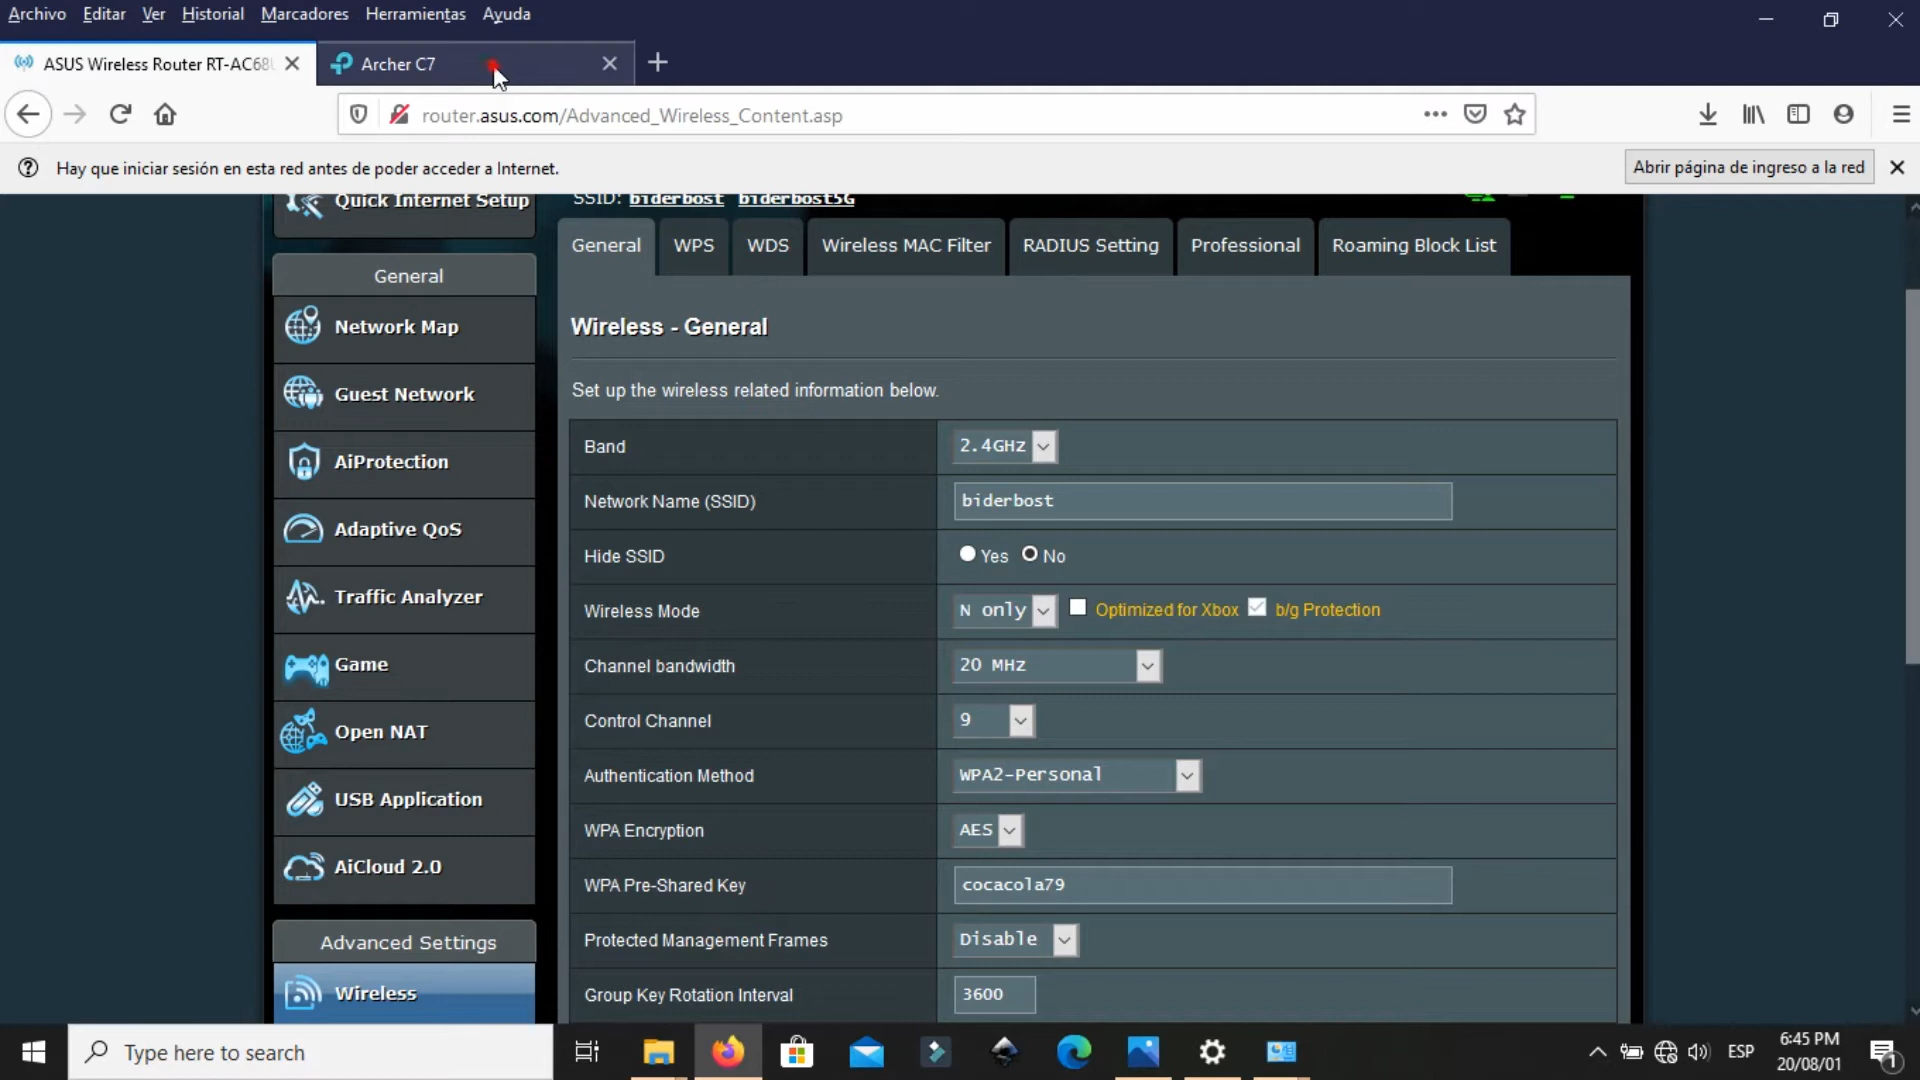 Archivo Editar Ver Historial Marcadores Herramientas Ayuda
ASUS Wireless Router RT-AC68U
Archer C7
router.asus.com/Advanced_Wireless_Content.asp
Hay que iniciar sesión en esta red antes de poder acceder a Internet.
Abrir página de ingreso a la red
Quick Internet Setup
SSID: biderbost biderbost5G
General WPS WDS Wireless MAC Filter RADIUS Setting Professional Roaming Block List
General
Network Map
Guest Network
AiProtection
Adaptive QoS
Traffic Analyzer
Game
Open NAT
USB Application
AiCloud 2.0
Advanced Settings
Wireless
Wireless - General
Set up the wireless related information below.
Band 2.4GHz
Network Name (SSID) biderbost
Hide SSID Yes No
Wireless Mode N only Optimized for Xbox b/g Protection
Channel bandwidth 20 MHz
Control Channel 9
Authentication Method WPA2-Personal
WPA Encryption AES
WPA Pre-Shared Key cocacola79
Protected Management Frames Disable
Group Key Rotation Interval 3600
Type here to search
ESP
6:45 PM
20/08/01
1